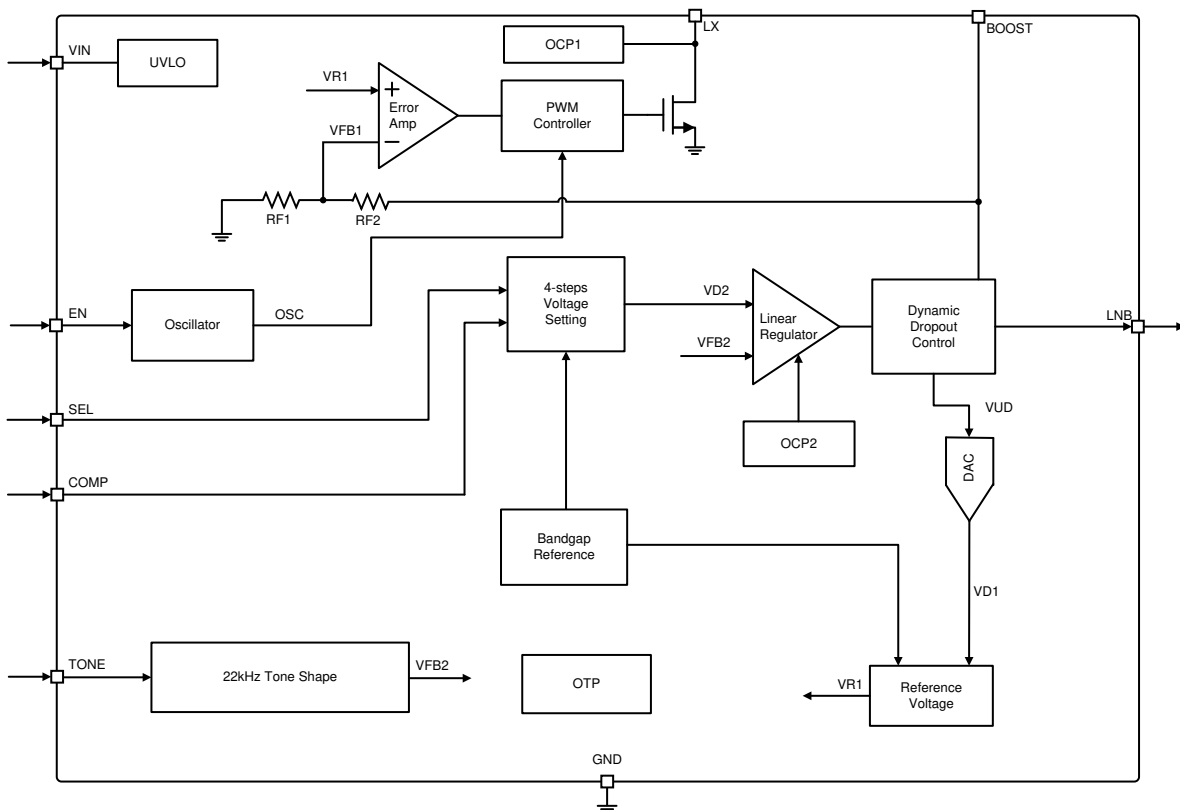 LX
BOOST
VIN
UVLO
OCP1
VR1
+
Error
Amp
PWM
Controller
VFB1
−
RF1
RF2
EN
Oscillator
OSC
4-steps
Voltage
Setting
VD2
VFB2
Linear
Regulator
Dynamic
Dropout
Control
LNB
SEL
VUD
OCP2
DAC
COMP
Bandgap
Reference
VD1
TONE
22kHz Tone Shape
VFB2
OTP
VR1
Reference
Voltage
GND